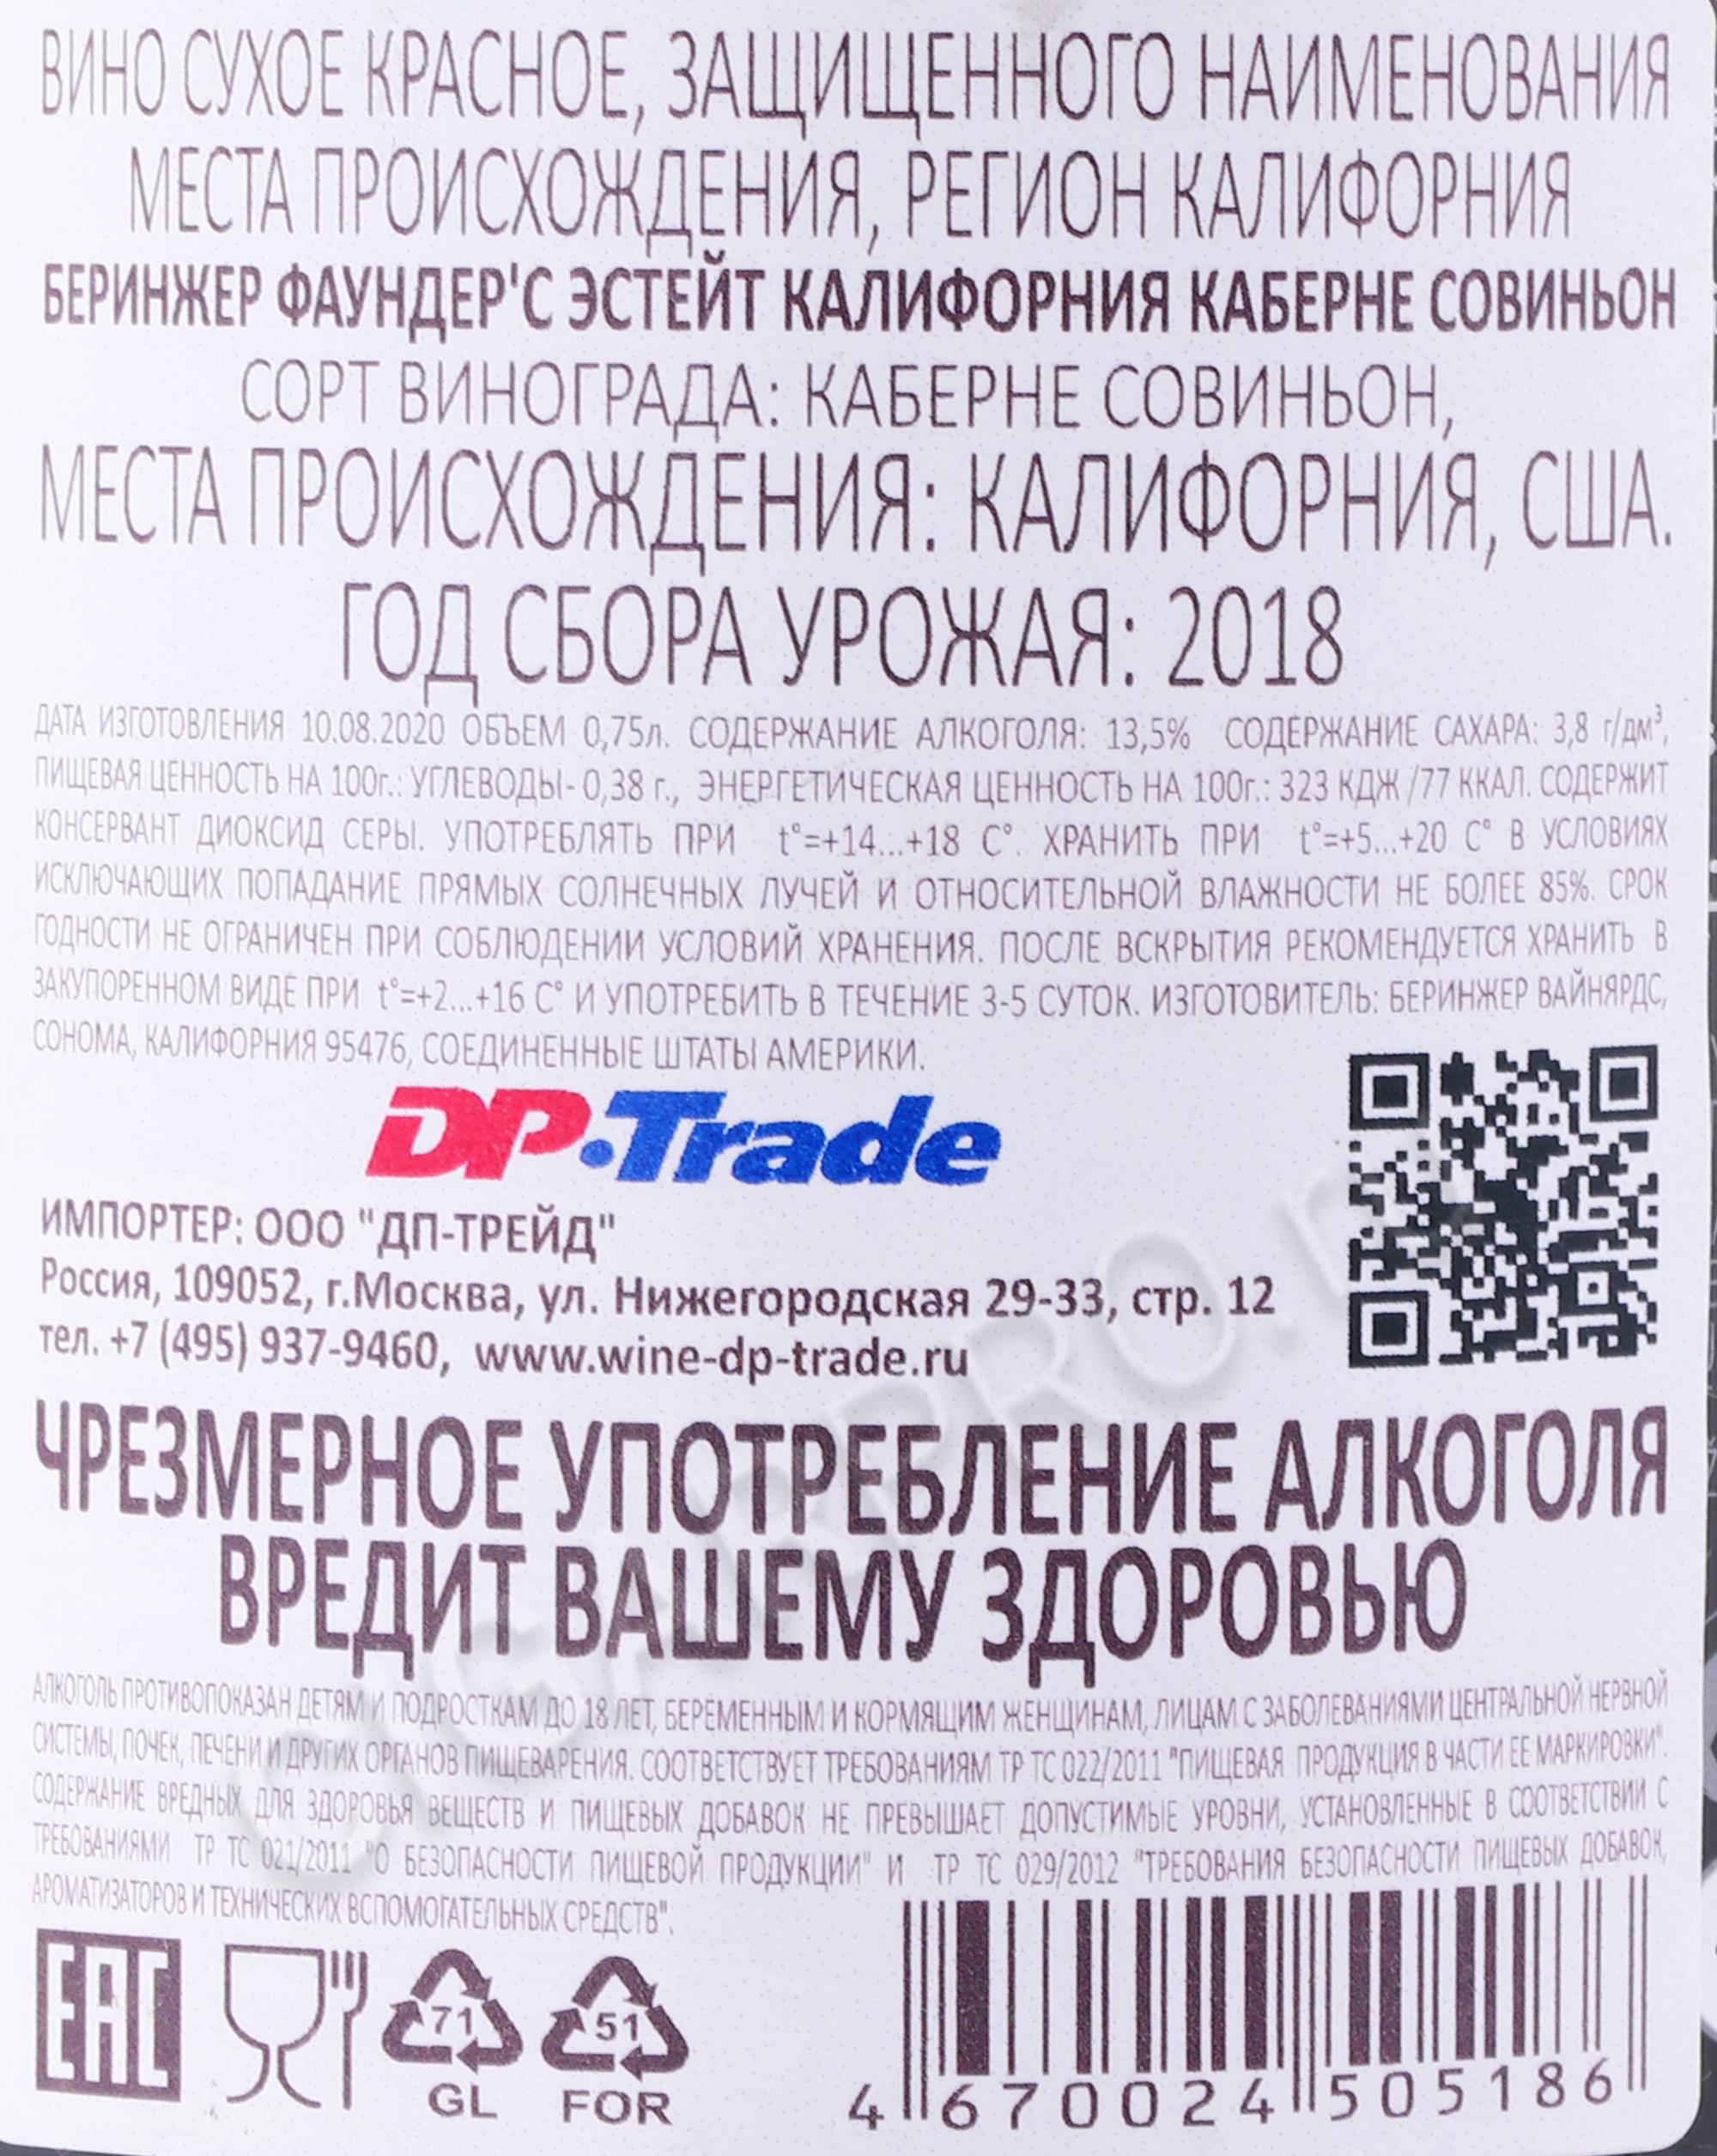 ВИНО СУХОЕ КРАСНОЕ, ЗАЩИЩЕННОГО НАИМЕНОВАНИЯ
МЕСТА ПРОИСХОЖДЕНИЯ, РЕГИОН КАЛИФОРНИЯ
БЕРИНЖЕР ФАУНДЕР'С ЭСТЕЙТ КАЛИФОРНИЯ КАБЕРНЕ СОВИНЬОН
СОРТ ВИНОГРАДА: КАБЕРНЕ СОВИНЬОН,
МЕСТА ПРОИСХОЖДЕНИЯ: КАЛИФОРНИЯ, США.
ГОД СБОРА УРОЖАЯ: 2018
ДАТА ИЗГОТОВЛЕНИЯ 10.08.2020 ОБЪЕМ 0,75л. СОДЕРЖАНИЕ АЛКОГОЛЯ: 13,5% СОДЕРЖАНИЕ САХАРА: 3,8 г/дм³,
ПИЩЕВАЯ ЦЕННОСТЬ НА 100г.: УГЛЕВОДЫ- 0,38 г., ЭНЕРГЕТИЧЕСКАЯ ЦЕННОСТЬ НА 100г.: 323 КДЖ /77 ККАЛ. СОДЕРЖИТ
КОНСЕРВАНТ ДИОКСИД СЕРЫ. УПОТРЕБЛЯТЬ ПРИ t°=+14...+18 С°. ХРАНИТЬ ПРИ t°=+5...+20 С° В УСЛОВИЯХ
ИСКЛЮЧАЮЩИХ ПОПАДАНИЕ ПРЯМЫХ СОЛНЕЧНЫХ ЛУЧЕЙ И ОТНОСИТЕЛЬНОЙ ВЛАЖНОСТИ НЕ БОЛЕЕ 85%. СРОК
ГОДНОСТИ НЕ ОГРАНИЧЕН ПРИ СОБЛЮДЕНИИ УСЛОВИЙ ХРАНЕНИЯ. ПОСЛЕ ВСКРЫТИЯ РЕКОМЕНДУЕТСЯ ХРАНИТЬ В
ЗАКУПОРЕННОМ ВИДЕ ПРИ t°=+2...+16 С° И УПОТРЕБИТЬ В ТЕЧЕНИЕ 3-5 СУТОК. ИЗГОТОВИТЕЛЬ: БЕРИНЖЕР ВАЙНЯРДС,
СОНОМА, КАЛИФОРНИЯ 95476, СОЕДИНЕННЫЕ ШТАТЫ АМЕРИКИ.
DP·Trade
ИМПОРТЕР: ООО "ДП-ТРЕЙД"
Россия, 109052, г.Москва, ул. Нижегородская 29-33, стр. 12
тел. +7 (495) 937-9460, www.wine-dp-trade.ru
ЧРЕЗМЕРНОЕ УПОТРЕБЛЕНИЕ АЛКОГОЛЯ
ВРЕДИТ ВАШЕМУ ЗДОРОВЬЮ
АЛКОГОЛЬ ПРОТИВОПОКАЗАН ДЕТЯМ И ПОДРОСТКАМ ДО 18 ЛЕТ, БЕРЕМЕННЫМ И КОРМЯЩИМ ЖЕНЩИНАМ, ЛИЦАМ С ЗАБОЛЕВАНИЯМИ ЦЕНТРАЛЬНОЙ НЕРВНОЙ
СИСТЕМЫ, ПОЧЕК, ПЕЧЕНИ И ДРУГИХ ОРГАНОВ ПИЩЕВАРЕНИЯ. СООТВЕТСТВУЕТ ТРЕБОВАНИЯМ ТР ТС 022/2011 "ПИЩЕВАЯ ПРОДУКЦИЯ В ЧАСТИ ЕЕ МАРКИРОВКИ".
СОДЕРЖАНИЕ ВРЕДНЫХ ДЛЯ ЗДОРОВЬЯ ВЕЩЕСТВ И ПИЩЕВЫХ ДОБАВОК НЕ ПРЕВЫШАЕТ ДОПУСТИМЫЕ УРОВНИ, УСТАНОВЛЕННЫЕ В СООТВЕТСТВИИ С
ТРЕБОВАНИЯМИ ТР ТС 021/2011 "О БЕЗОПАСНОСТИ ПИЩЕВОЙ ПРОДУКЦИИ" И ТР ТС 029/2012 "ТРЕБОВАНИЯ БЕЗОПАСНОСТИ ПИЩЕВЫХ ДОБАВОК,
АРОМАТИЗАТОРОВ И ТЕХНИЧЕСКИХ ВСПОМОГАТЕЛЬНЫХ СРЕДСТВ".
EAC
71
GL
51
FOR
4 670024 505186